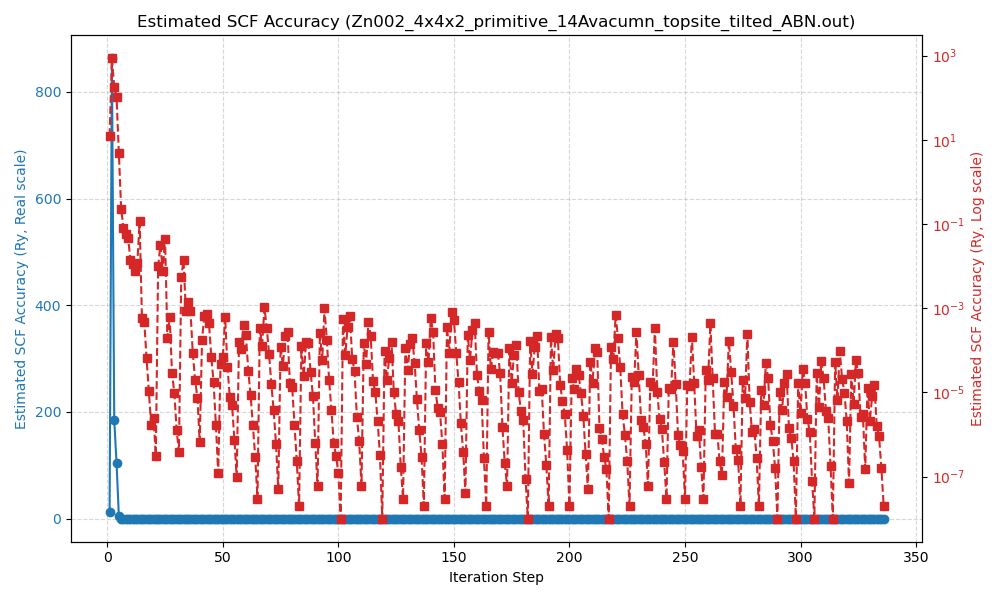 Estimated SCF Accuracy (Zn002_4x4x2_primitive_14Avacumn_topsite_tilted_ABN.out)
Estimated SCF Accuracy (Ry, Real scale)
800
600
400
200
0
10^3
10^1
10^-1
10^-3
10^-5
10^-7
Estimated SCF Accuracy (Ry, Log scale)
0 50 100 150 200 250 300 350
Iteration Step